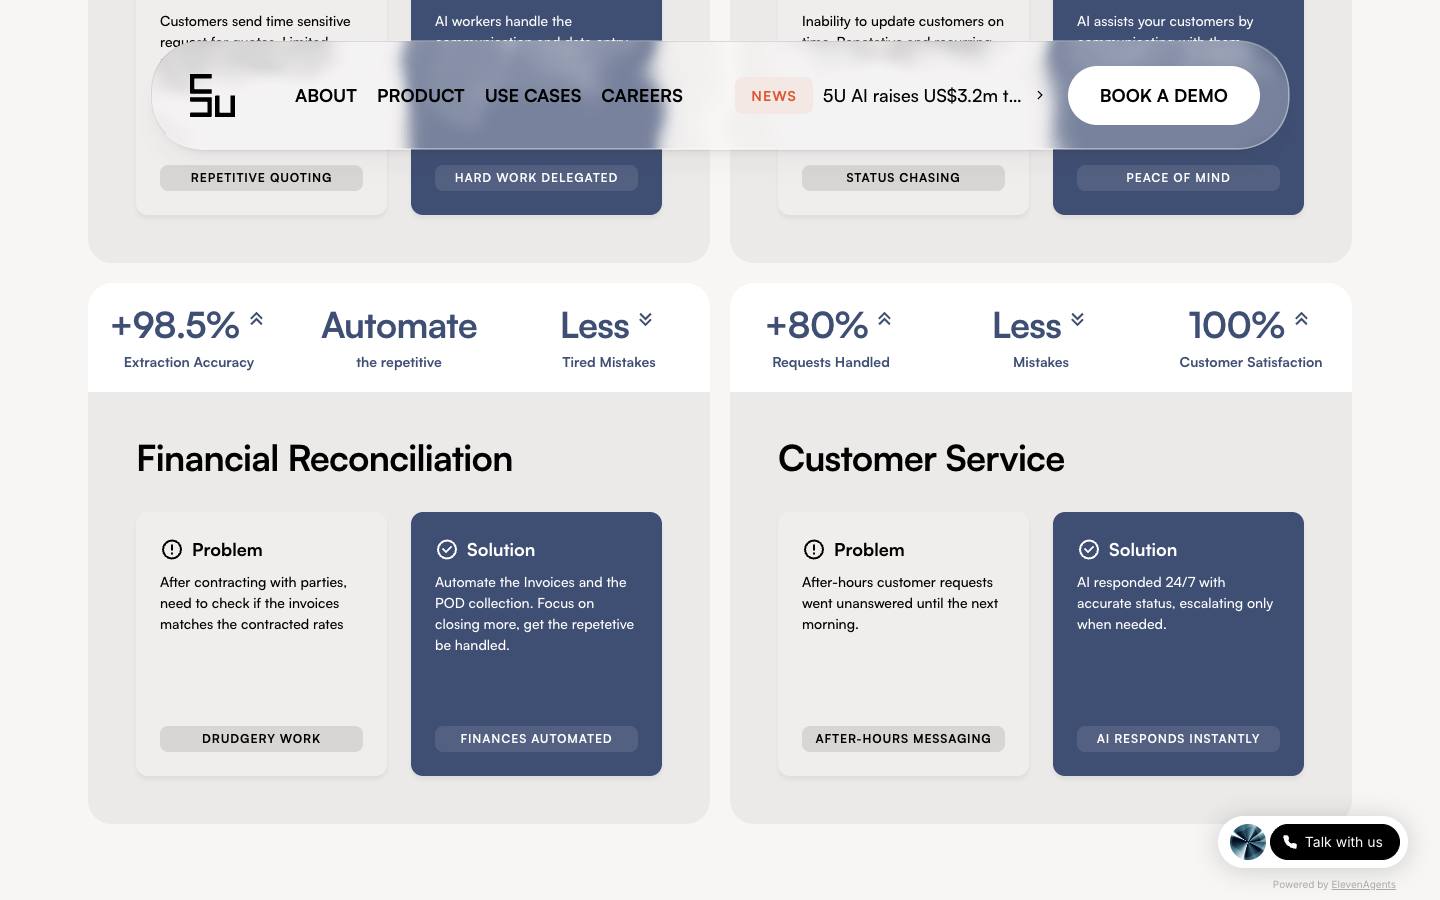 Customers send time sensitive
AI workers handle the
Inability to update customers on
AI assists your customers by
5u
ABOUT PRODUCT USE CASES CAREERS NEWS 5U AI raises US$3.2m t... BOOK A DEMO
REPETITIVE QUOTING
HARD WORK DELEGATED
STATUS CHASING
PEACE OF MIND
+98.5%
Extraction Accuracy
Automate
the repetitive
Less
Tired Mistakes
+80%
Requests Handled
Less
Mistakes
100%
Customer Satisfaction
Financial Reconciliation
Problem
After contracting with parties,
need to check if the invoices
matches the contracted rates
DRUDGERY WORK
Solution
Automate the Invoices and the
POD collection. Focus on
closing more, get the repetetive
be handled.
FINANCES AUTOMATED
Customer Service
Problem
After-hours customer requests
went unanswered until the next
morning.
AFTER-HOURS MESSAGING
Solution
AI responded 24/7 with
accurate status, escalating only
when needed.
AI RESPONDS INSTANTLY
Talk with us
Powered by ElevenAgents